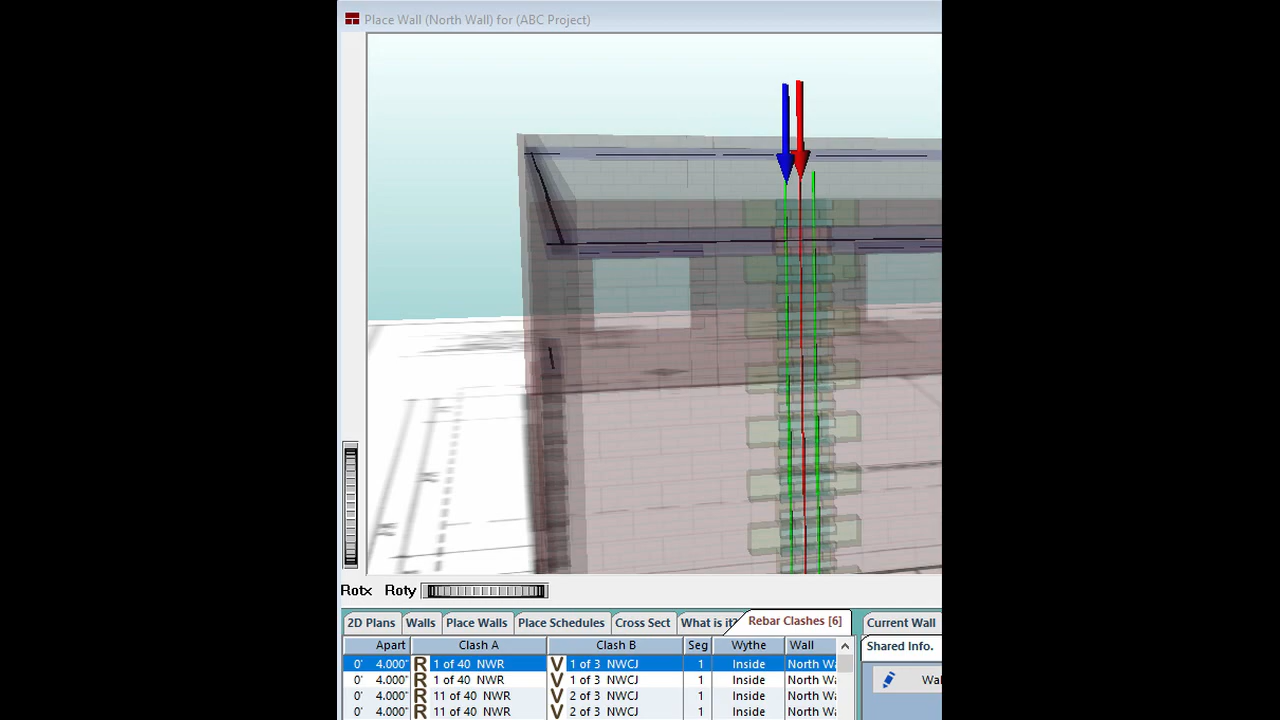 Place Wall (North Wall) for (ABC Project)
Rotx Roty
2D Plans Walls Place Walls Place Schedules Cross Sect What is it? Rebar Clashes [6] Current Wall
Apart Clash A Clash B Seg Wythe Wall Shared Info.
0' 4.000" R 1 of 40 NWR V 1 of 3 NWCJ 1 Inside North Wa
0' 4.000" R 1 of 40 NWR V 1 of 3 NWCJ 1 Inside North Wa Wal
0' 4.000" R 11 of 40 NWR V 2 of 3 NWCJ 1 Inside North Wa
0' 4.000" R 11 of 40 NWR V 2 of 3 NWCJ 1 Inside North Wa